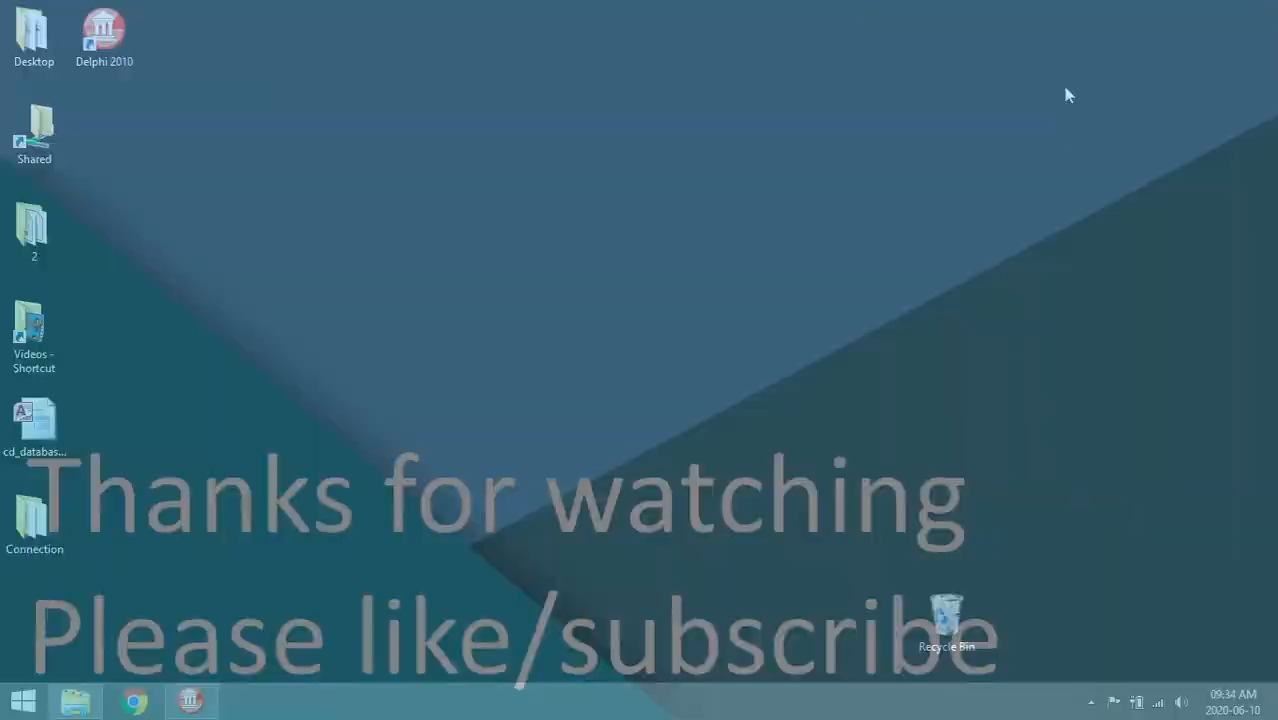 Desktop
Delphi 2010
Shared
2
Videos -
Shortcut
cd_databas...
Connection
Thanks for watching
Please like/subscribe
Recycle Bin
09:34 AM
2020-06-10